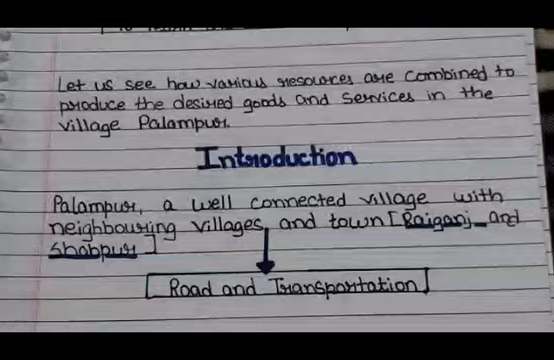 Let us see how various resources are combined to
produce the desired goods and services in the
village Palampur.
Introduction
Palampur, a well connected village with
neighbouring villages and town [Raiganj and
Shahpur]
[Road and Transportation]